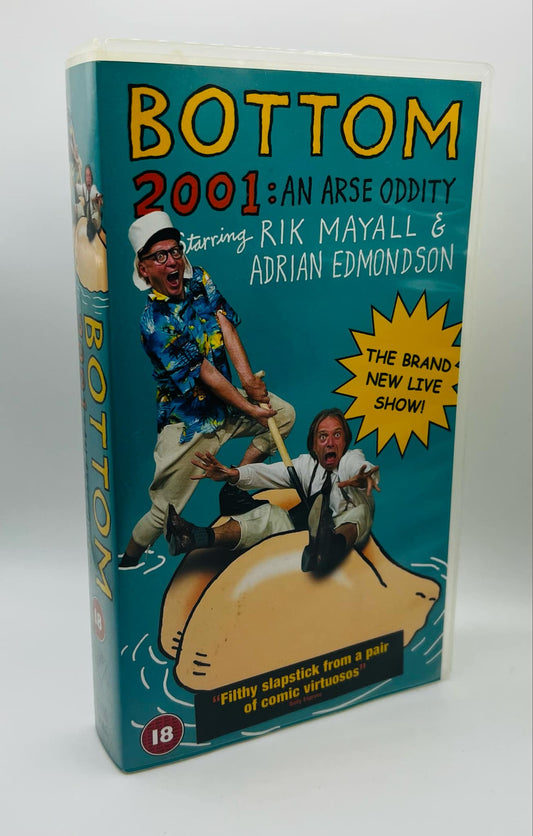 BOTTOM
2001: AN ARSE ODDITY
Starring RIK MAYALL &
ADRIAN EDMONDSON
THE BRAND
NEW LIVE
SHOW!
"Filthy slapstick from a pair
of comic virtuosos"
18
BOTTOM
18